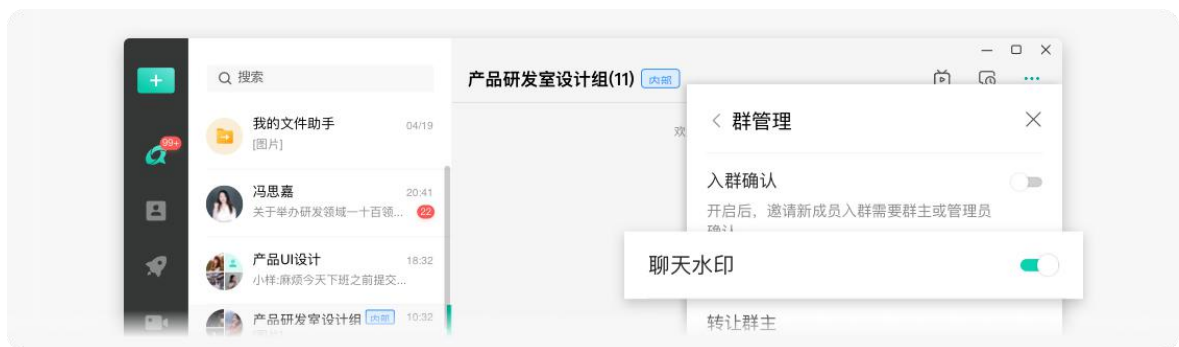 搜索
我的文件助手 04/19
[图片]
99+
冯思嘉 20:41
关于举办研发领域一十百领... 22
产品UI设计 18:32
小样:麻烦今天下班之前提交...
产品研发室设计组 内部 10:32
产品研发室设计组(11) 内部
欢
群管理
入群确认
开启后，邀请新成员入群需要群主或管理员
确认
聊天水印
转让群主